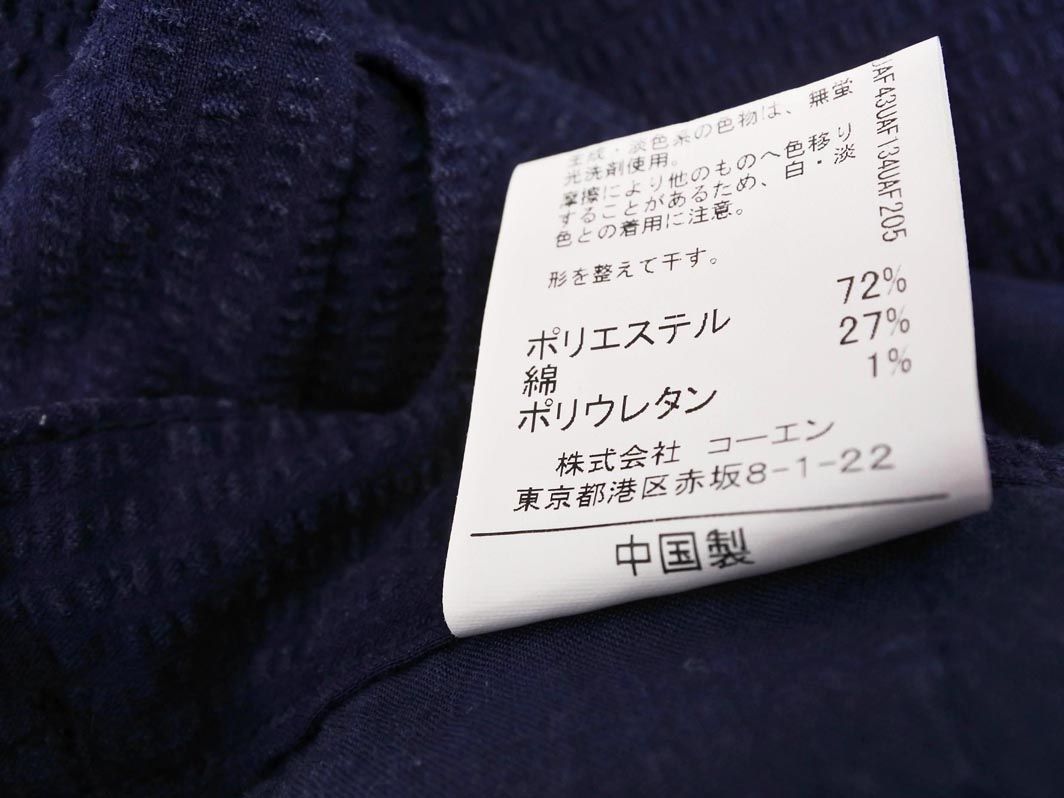 生成・淡色系の色物は、無蛍
光洗剤使用。
摩擦により他のものへ色移り
することがあるため、白・淡
色との着用に注意。
形を整えて干す。
ポリエステル 72%
綿 27%
ポリウレタン 1%
株式会社 コーエン
東京都港区赤坂8-1-22
中国製
UAF43UAF134UAF205